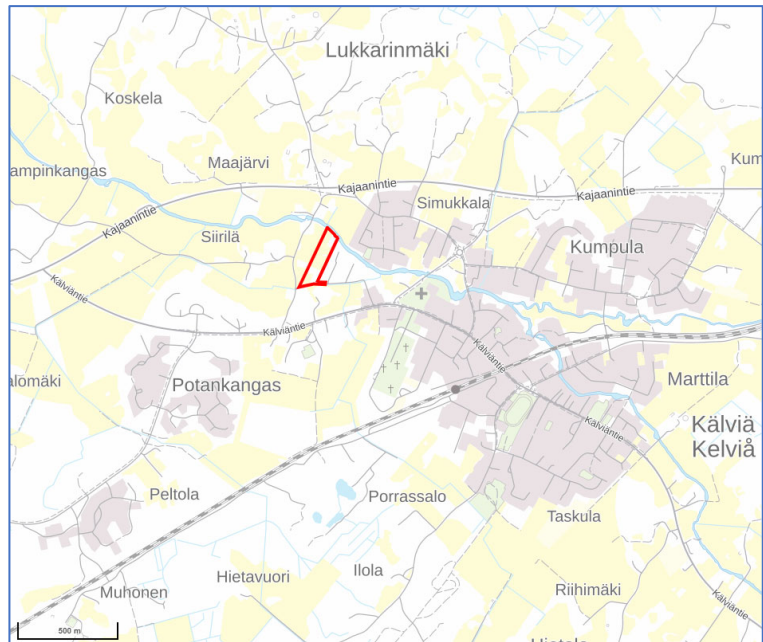 Lukkarinmäki
Koskela
Maajärvi
ampinkangas
Kum
Kajaanintie
Kajaanintie
Simukkala
Kajaanintie
Siirilä
Kumpula
Kälviäntie
Kälviäntie
Kälviäntie
alomäki
Potankangas
Marttila
Kälviä
Kelviå
Kälviäntie
Peltola
Porrassalo
Taskula
Ilola
Hietavuori
Riihimäki
Muhonen
500 m